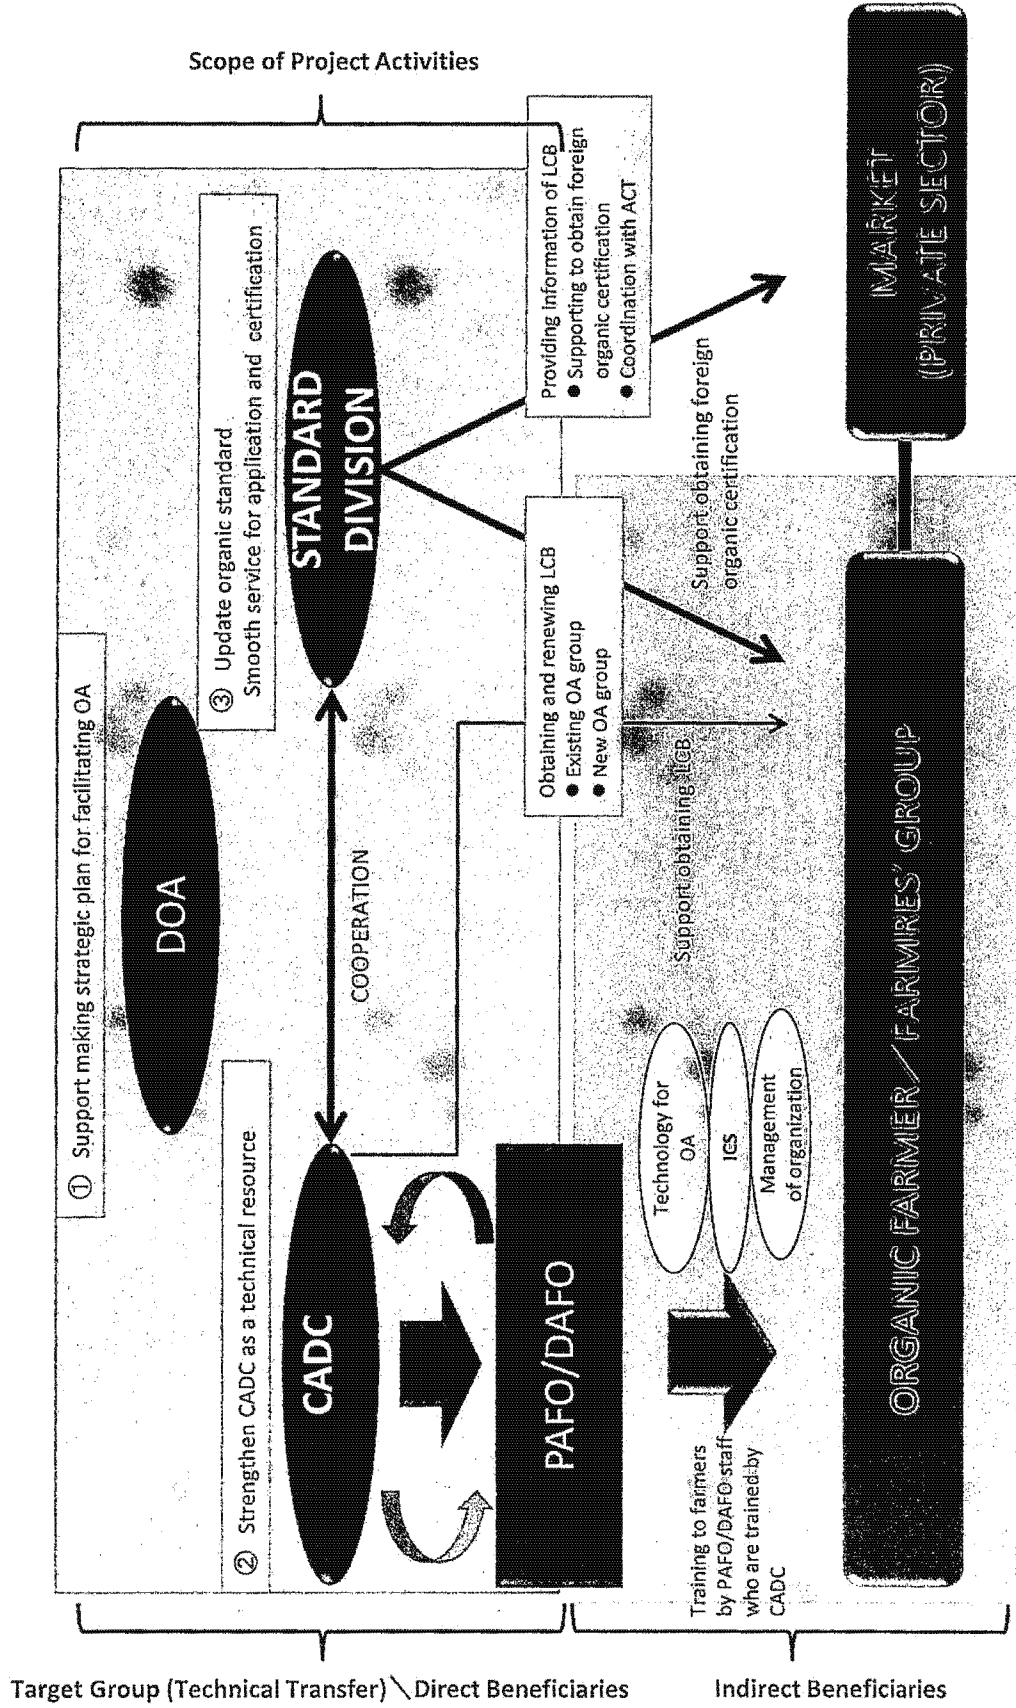 Scope of Project Activities
① Support making strategic plan for facilitating OA
DOA
② Strengthen CADC as a technical resource
③ Update organic standard
Smooth service for application and certification
CADC
COOPERATION
STANDARD
DIVISION
PAFO/DAFO
Obtaining and renewing LCB
● Existing OA group
● New OA group
Providing information of LCB
● Supporting to obtain foreign
organic certification
● Coordination with ACT
Training to farmers
by PAFO/DAFO staff
who are trained by
CADC
Technology for
OA
ICS
Management
of organization
Support obtaining LCB
Support obtaining foreign
organic certification
ORGANIC FARMER／FARMRES' GROUP
MARKET
(PRIVATE SECTOR)
Target Group (Technical Transfer)＼Direct Beneficiaries
Indirect Beneficiaries